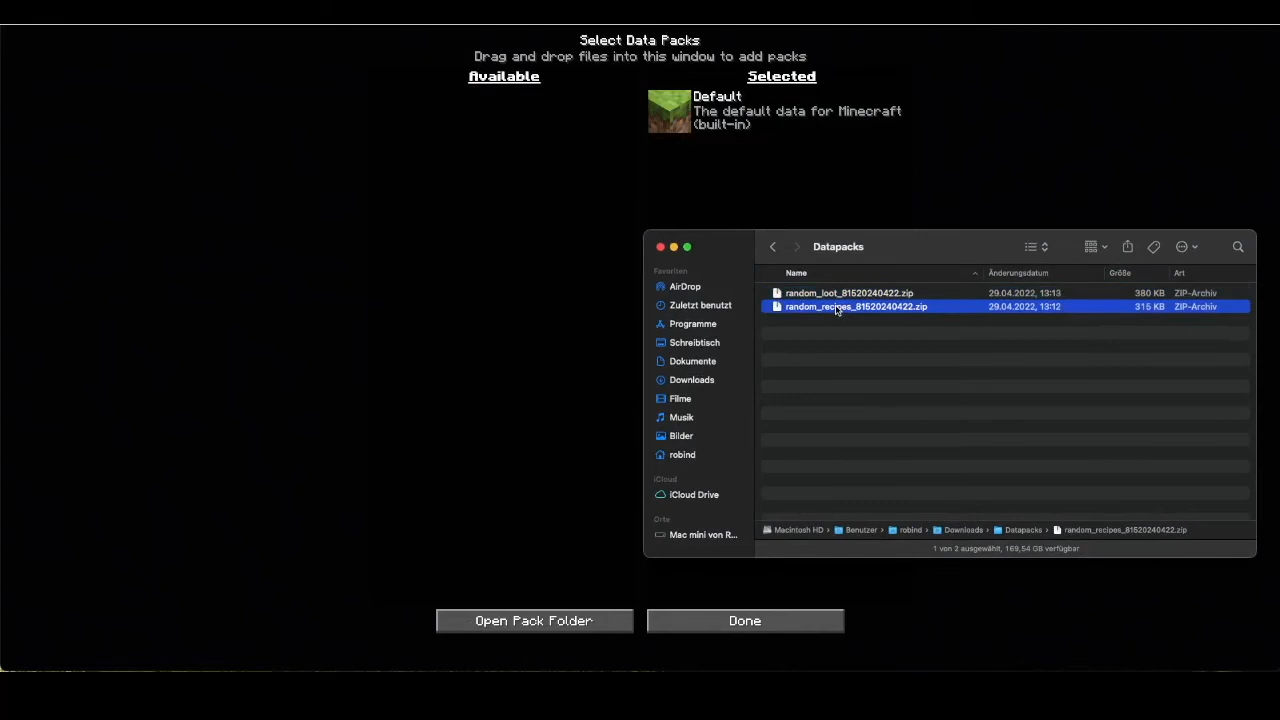 Select Data Packs
Drag and drop files into this window to add packs
Available
Selected
Default
The default data for Minecraft
(built-in)
Datapacks
Favoriten
AirDrop
Zuletzt benutzt
Programme
Schreibtisch
Dokumente
Downloads
Filme
Musik
Bilder
robind
iCloud
iCloud Drive
Orte
Mac mini von R...
Name Änderungsdatum Größe Art
random_loot_81520240422.zip 29.04.2022, 13:13 380 KB ZIP-Archiv
random_recipes_81520240422.zip 29.04.2022, 13:12 315 KB ZIP-Archiv
Macintosh HD › Benutzer › robind › Downloads › Datapacks › random_recipes_81520240422.zip
1 von 2 ausgewählt, 169,54 GB verfügbar
Open Pack Folder
Done